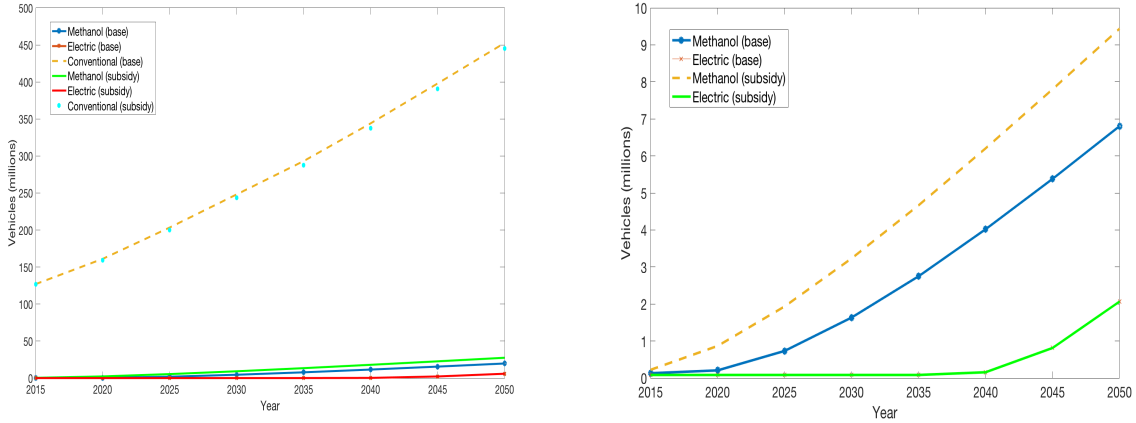 500
450
400
350
300
250
200
150
100
50
0
Vehicles (millions)
Methanol (base)
Electric (base)
Conventional (base)
Methanol (subsidy)
Electric (subsidy)
Conventional (subsidy)
2015 2020 2025 2030 2035 2040 2045 2050
Year
10
9
8
7
6
5
4
3
2
1
0
Vehicles (millions)
Methanol (base)
Electric (base)
Methanol (subsidy)
Electric (subsidy)
2015 2020 2025 2030 2035 2040 2045 2050
Year